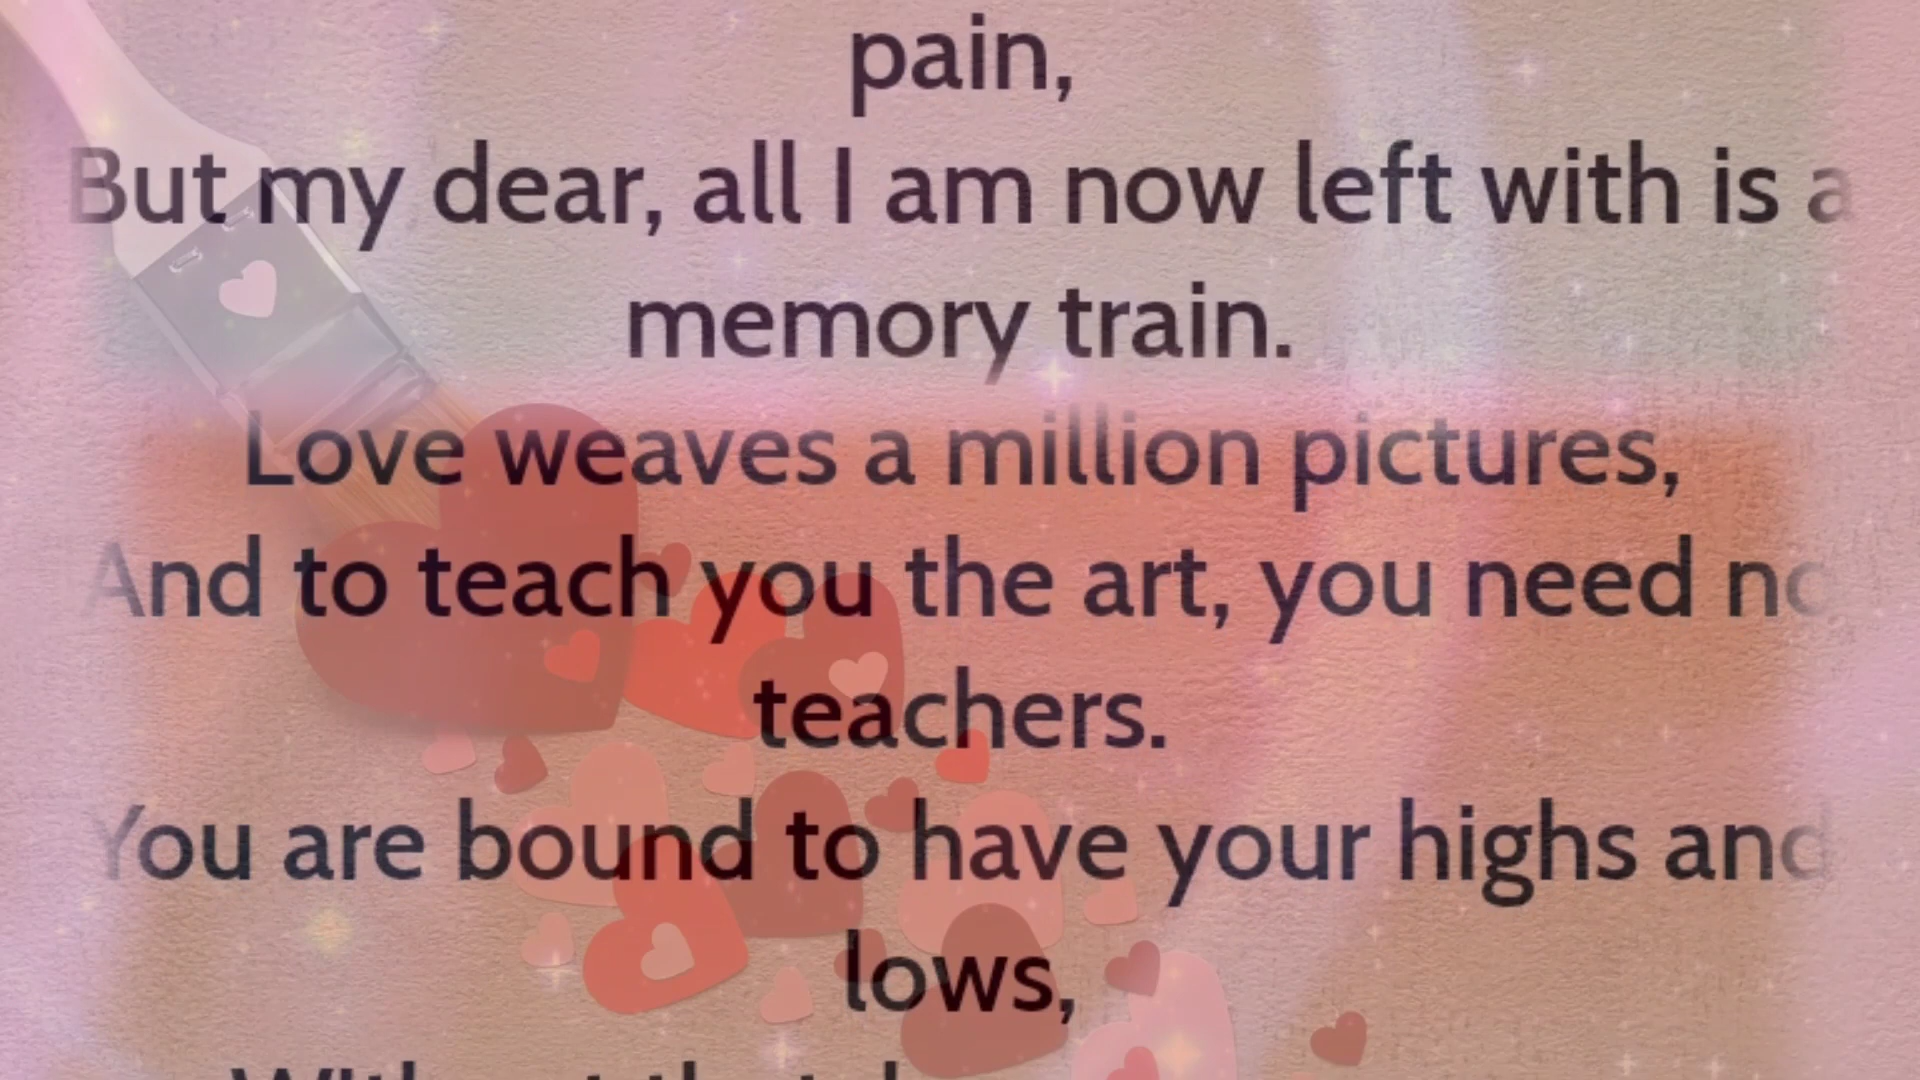 pain,
But my dear, all I am now left with is a
memory train.
Love weaves a million pictures,
And to teach you the art, you need no
teachers.
You are bound to have your highs and
lows,